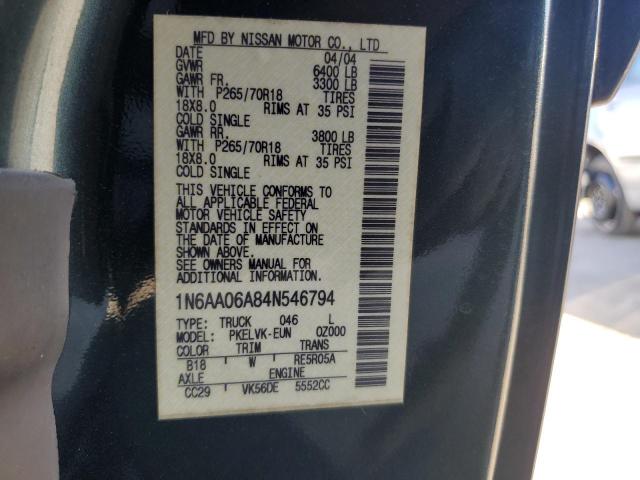 MFD BY NISSAN MOTOR CO., LTD
DATE 04/04
GVWR 6400 LB
GAWR FR. 3300 LB
WITH P265/70R18 TIRES
18X8.0 RIMS AT 35 PSI
COLD SINGLE
GAWR RR. 3800 LB
WITH P265/70R18 TIRES
18X8.0 RIMS AT 35 PSI
COLD SINGLE
THIS VEHICLE CONFORMS TO
ALL APPLICABLE FEDERAL
MOTOR VEHICLE SAFETY
STANDARDS IN EFFECT ON
THE DATE OF MANUFACTURE
SHOWN ABOVE.
SEE OWNERS MANUAL FOR
ADDITIONAL INFORMATION.
1N6AA06A84N546794
TYPE: TRUCK 046 L
MODEL: PKELVK-EUN 0Z000
COLOR TRIM TRANS
B18 W RE5R05A
AXLE ENGINE
CC29 VK56DE 5552CC